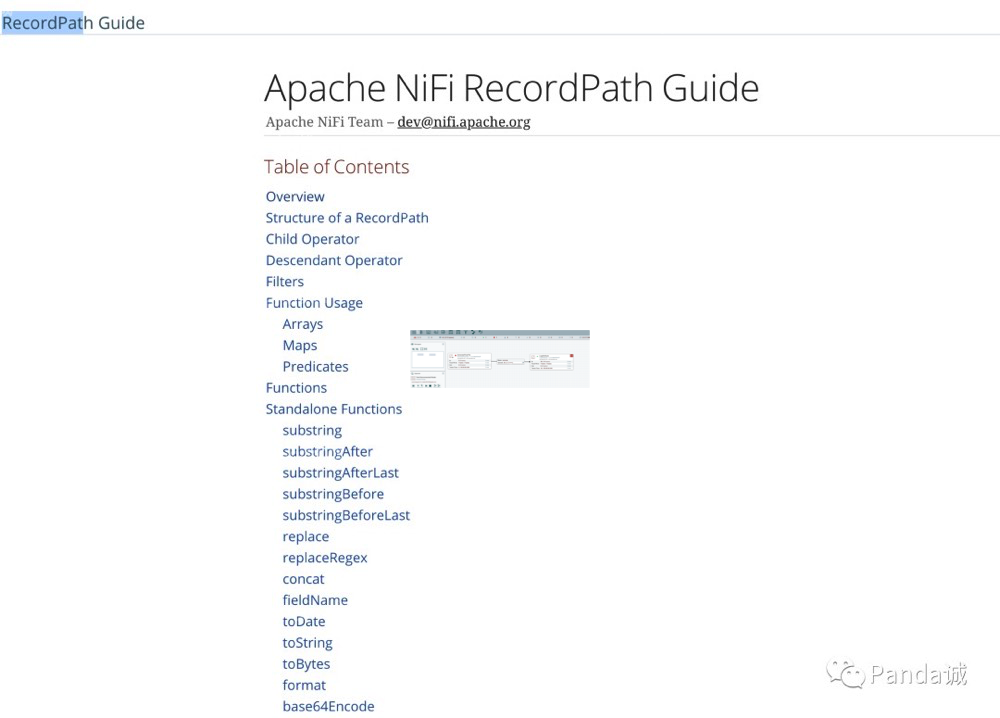 RecordPath Guide
Apache NiFi RecordPath Guide
Apache NiFi Team – dev@nifi.apache.org
Table of Contents
Overview
Structure of a RecordPath
Child Operator
Descendant Operator
Filters
Function Usage
Arrays
Maps
Predicates
Functions
Standalone Functions
substring
substringAfter
substringAfterLast
substringBefore
substringBeforeLast
replace
replaceRegex
concat
fieldName
toDate
toString
toBytes
format
base64Encode
Panda诚